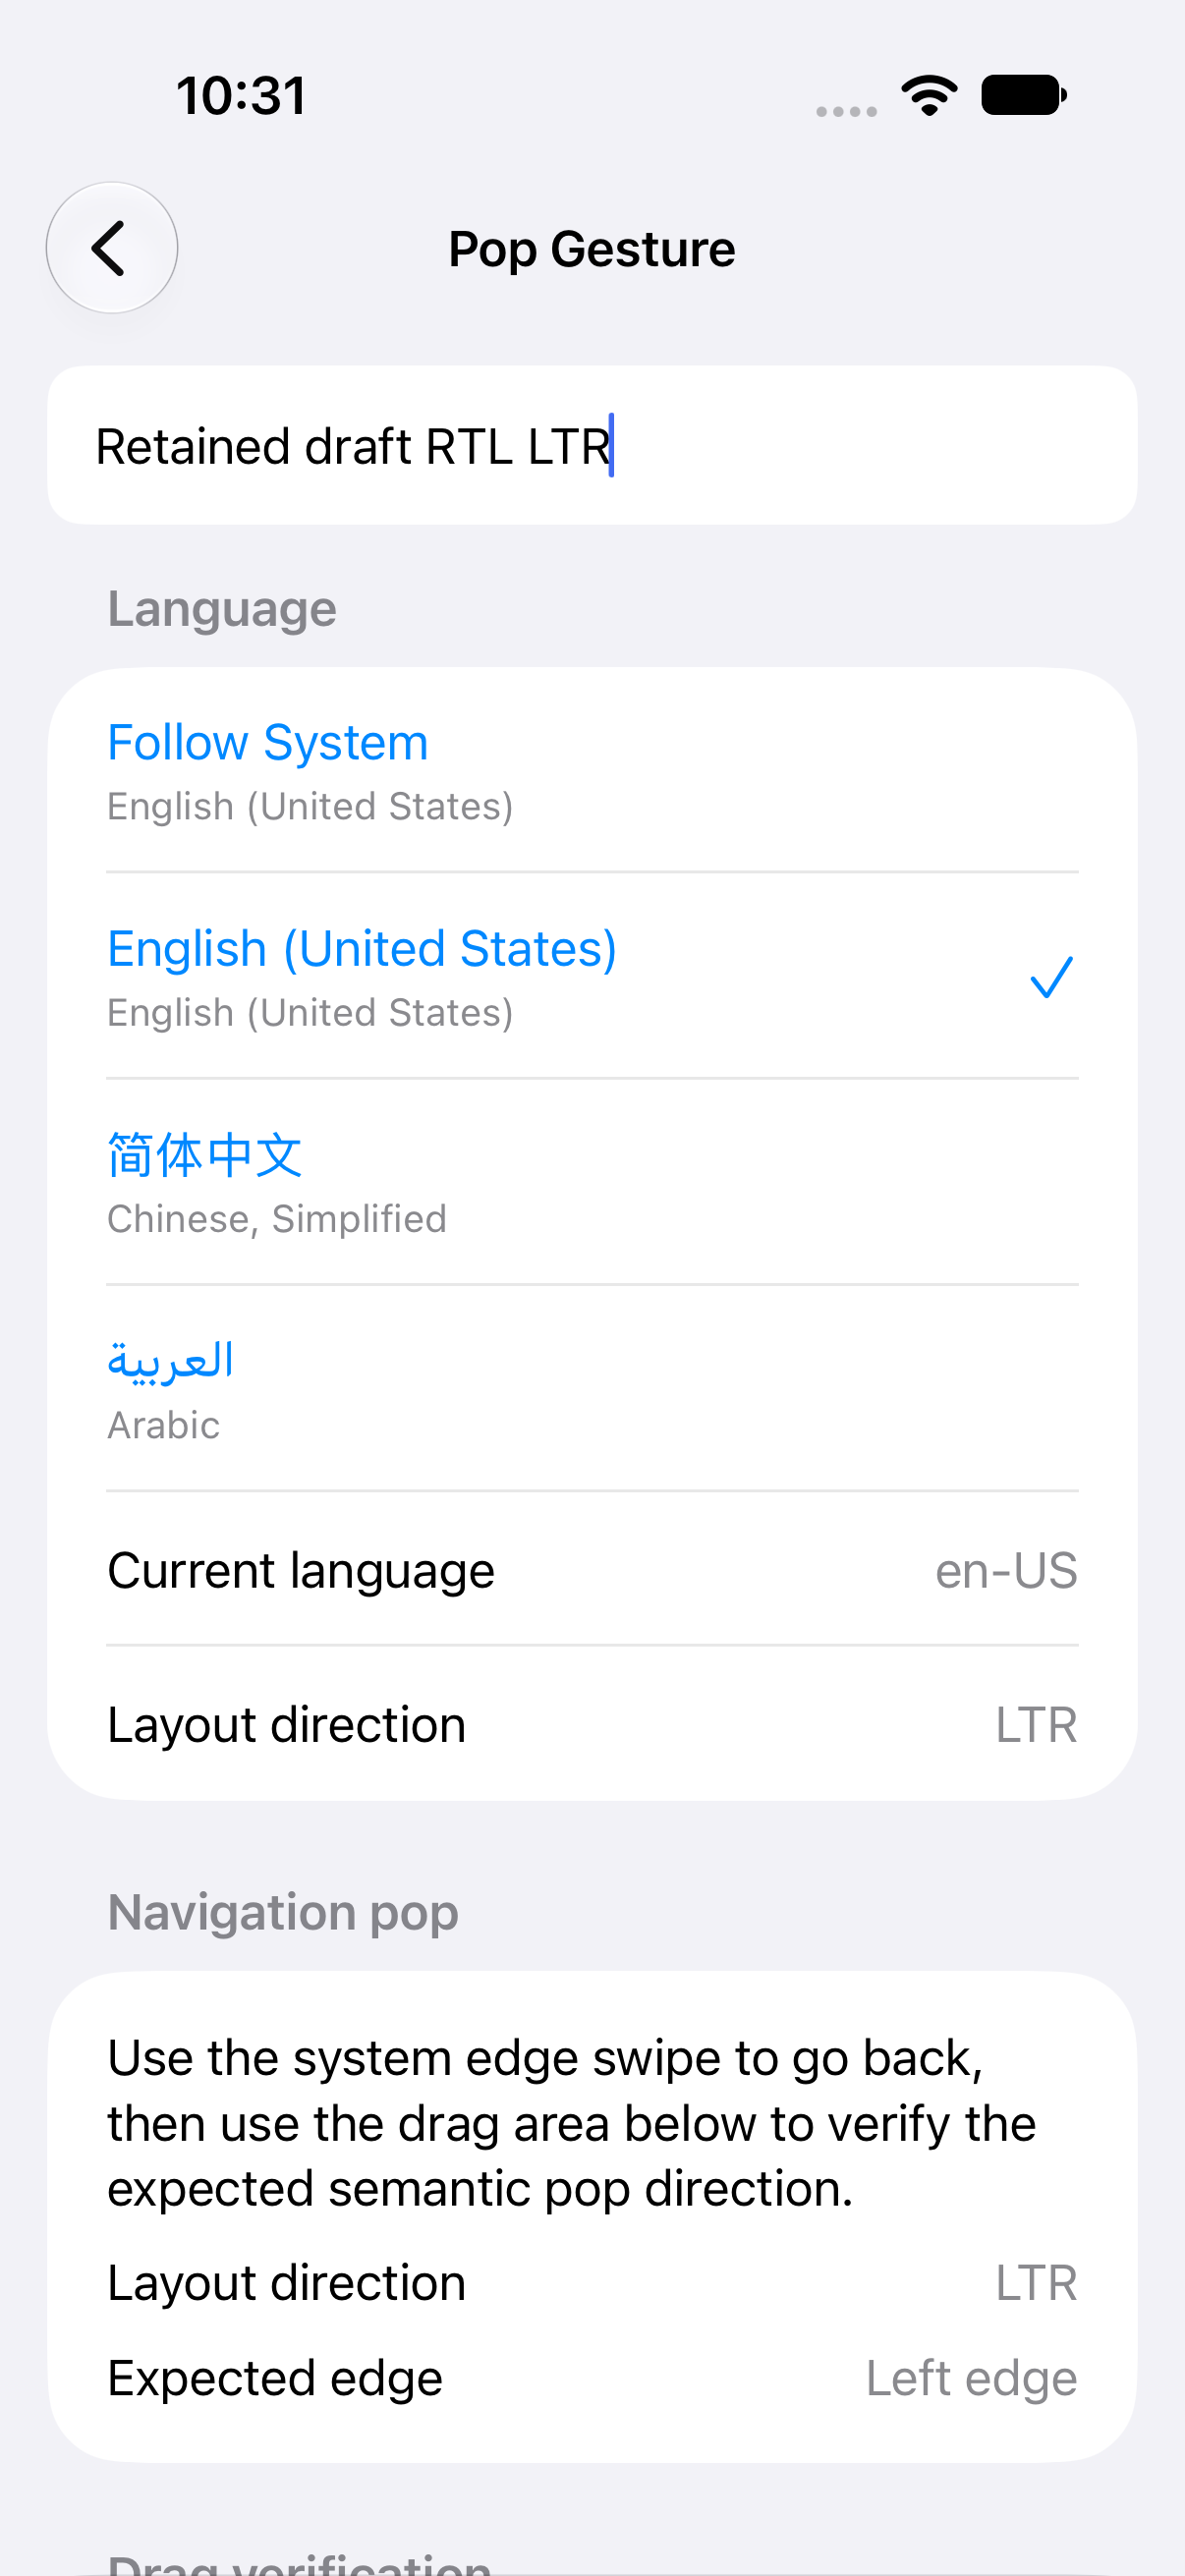 10:31
Pop Gesture
Retained draft RTL LTR
Language
Follow System
English (United States)
English (United States)
English (United States)
简体中文
Chinese, Simplified
العربية
Arabic
Current language en-US
Layout direction LTR
Navigation pop
Use the system edge swipe to go back,
then use the drag area below to verify the
expected semantic pop direction.
Layout direction LTR
Expected edge Left edge
Drag verification